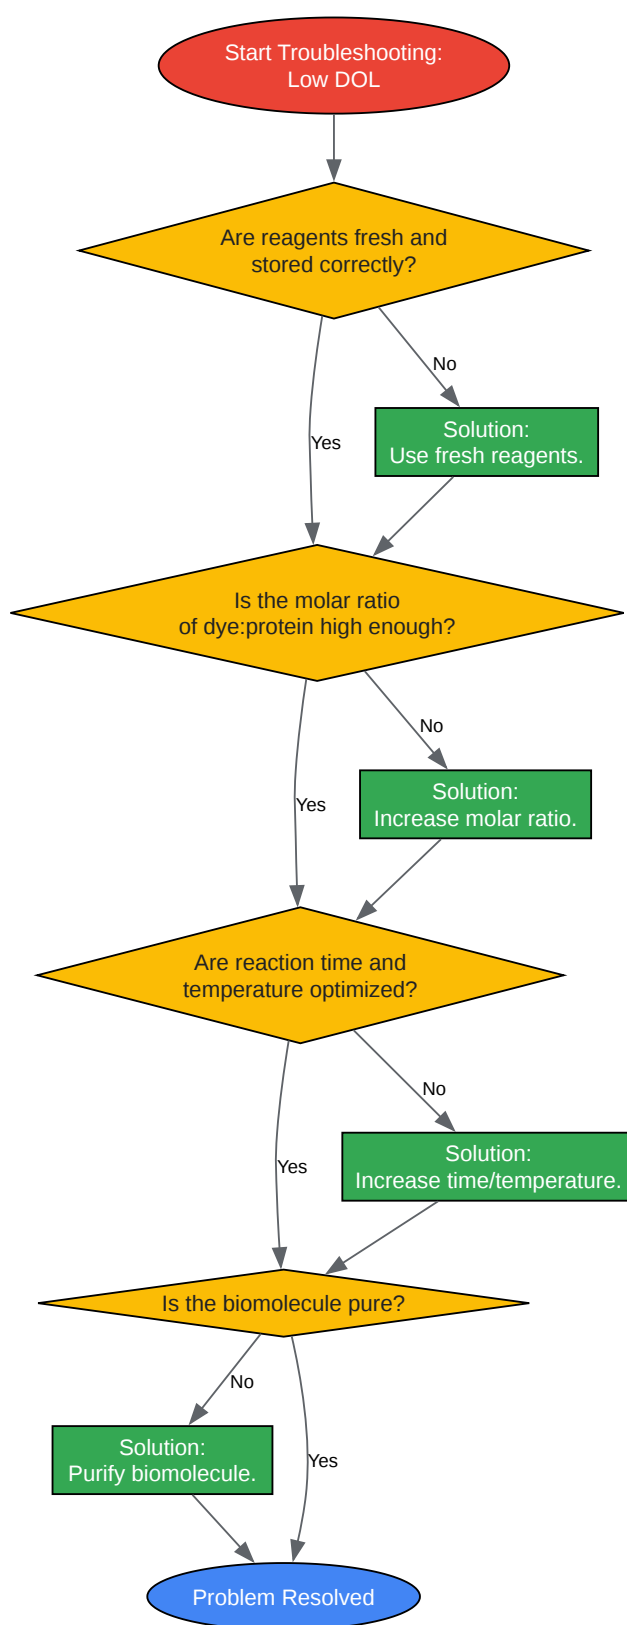 Start Troubleshooting:
Low DOL
Are reagents fresh and
stored correctly?
No
Solution:
Use fresh reagents.
Yes
Is the molar ratio
of dye:protein high enough?
No
Solution:
Increase molar ratio.
Yes
Are reaction time and
temperature optimized?
No
Solution:
Increase time/temperature.
Yes
Is the biomolecule pure?
No
Solution:
Purify biomolecule.
Yes
Problem Resolved